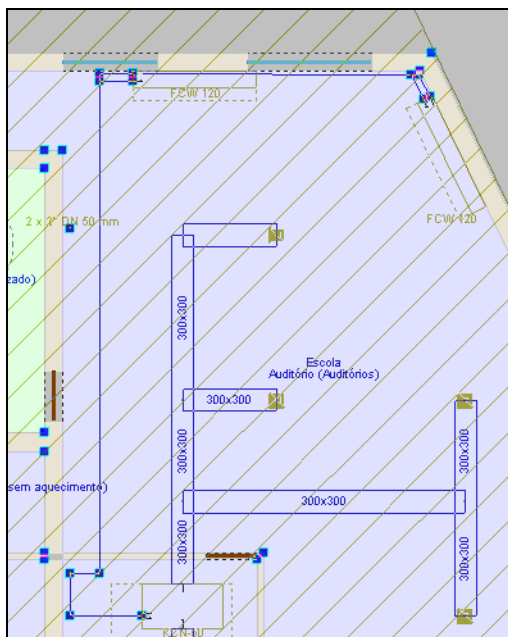 FCW 120
FCW 120
2 x 3" DN 50 mm
zado)
300x300
Escola
Auditório (Auditórios)
300x300
300x300
300x300
sem aquecimento)
300x300
300x300
300x300